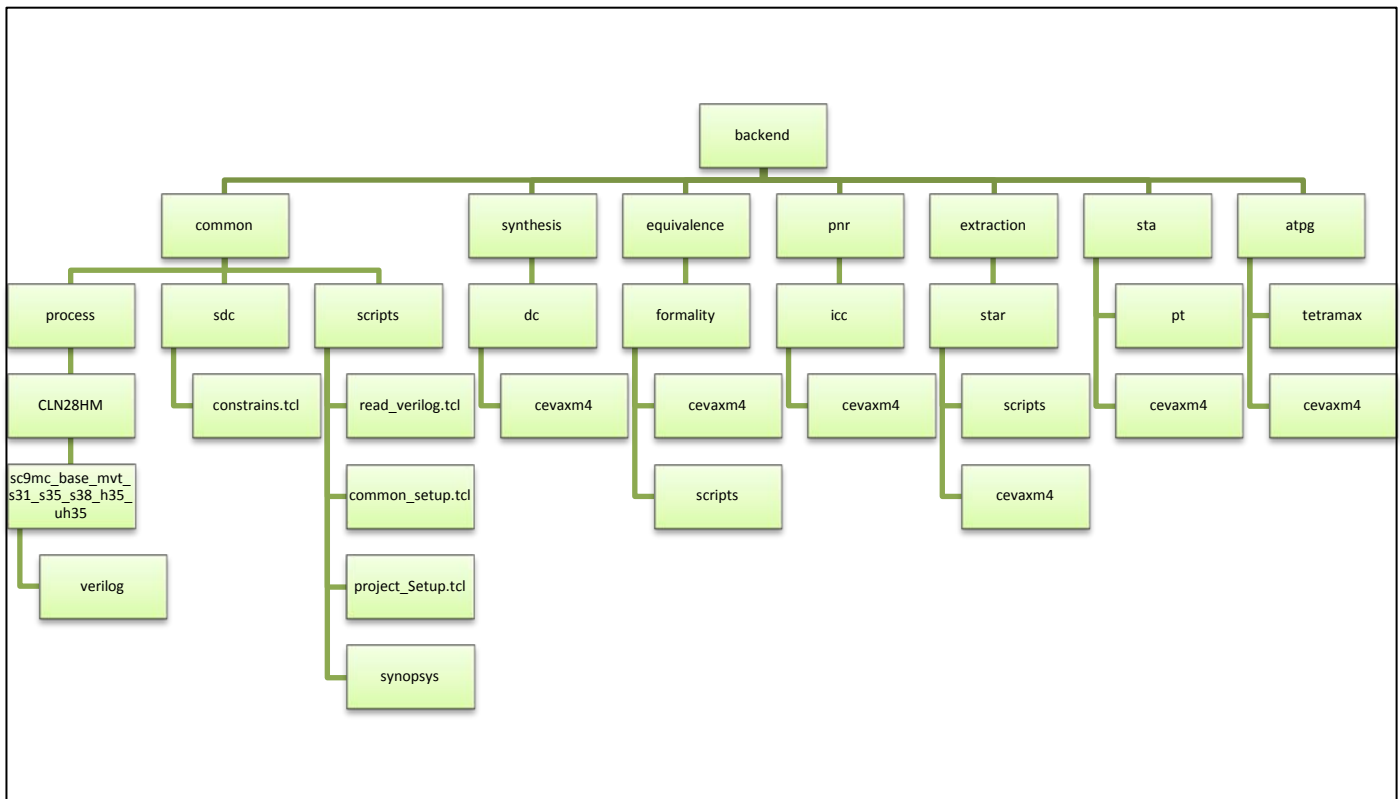 backend
common
synthesis
equivalence
pnr
extraction
sta
atpg
process
sdc
scripts
dc
formality
icc
star
pt
tetramax
CLN28HM
constrains.tcl
read_verilog.tcl
cevaxm4
cevaxm4
cevaxm4
scripts
cevaxm4
cevaxm4
sc9mc_base_mvt_
s31_s35_s38_h35_
uh35
common_setup.tcl
scripts
cevaxm4
verilog
project_Setup.tcl
synopsys